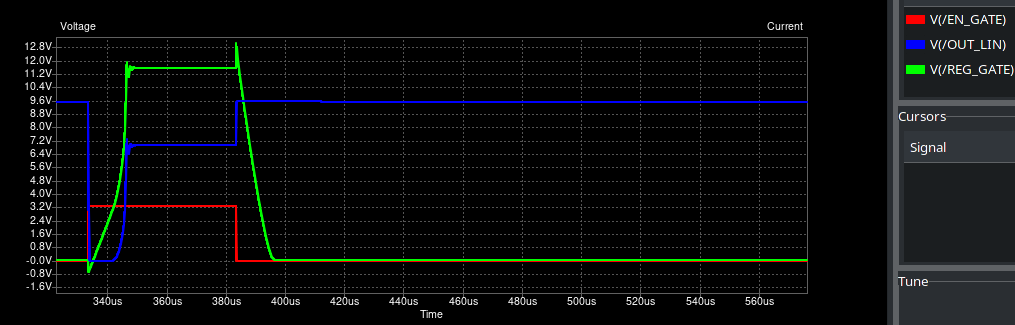 Voltage
Current
12.8V
12.0V
11.2V
10.4V
9.6V
8.8V
8.0V
7.2V
6.4V
5.6V
4.8V
4.0V
3.2V
2.4V
1.6V
0.8V
-0.0V
-0.8V
-1.6V
340us 360us 380us 400us 420us 440us 460us 480us 500us 520us 540us 560us
Time
V(/EN_GATE)
V(/OUT_LIN)
V(/REG_GATE)
Cursors
Signal
Tune